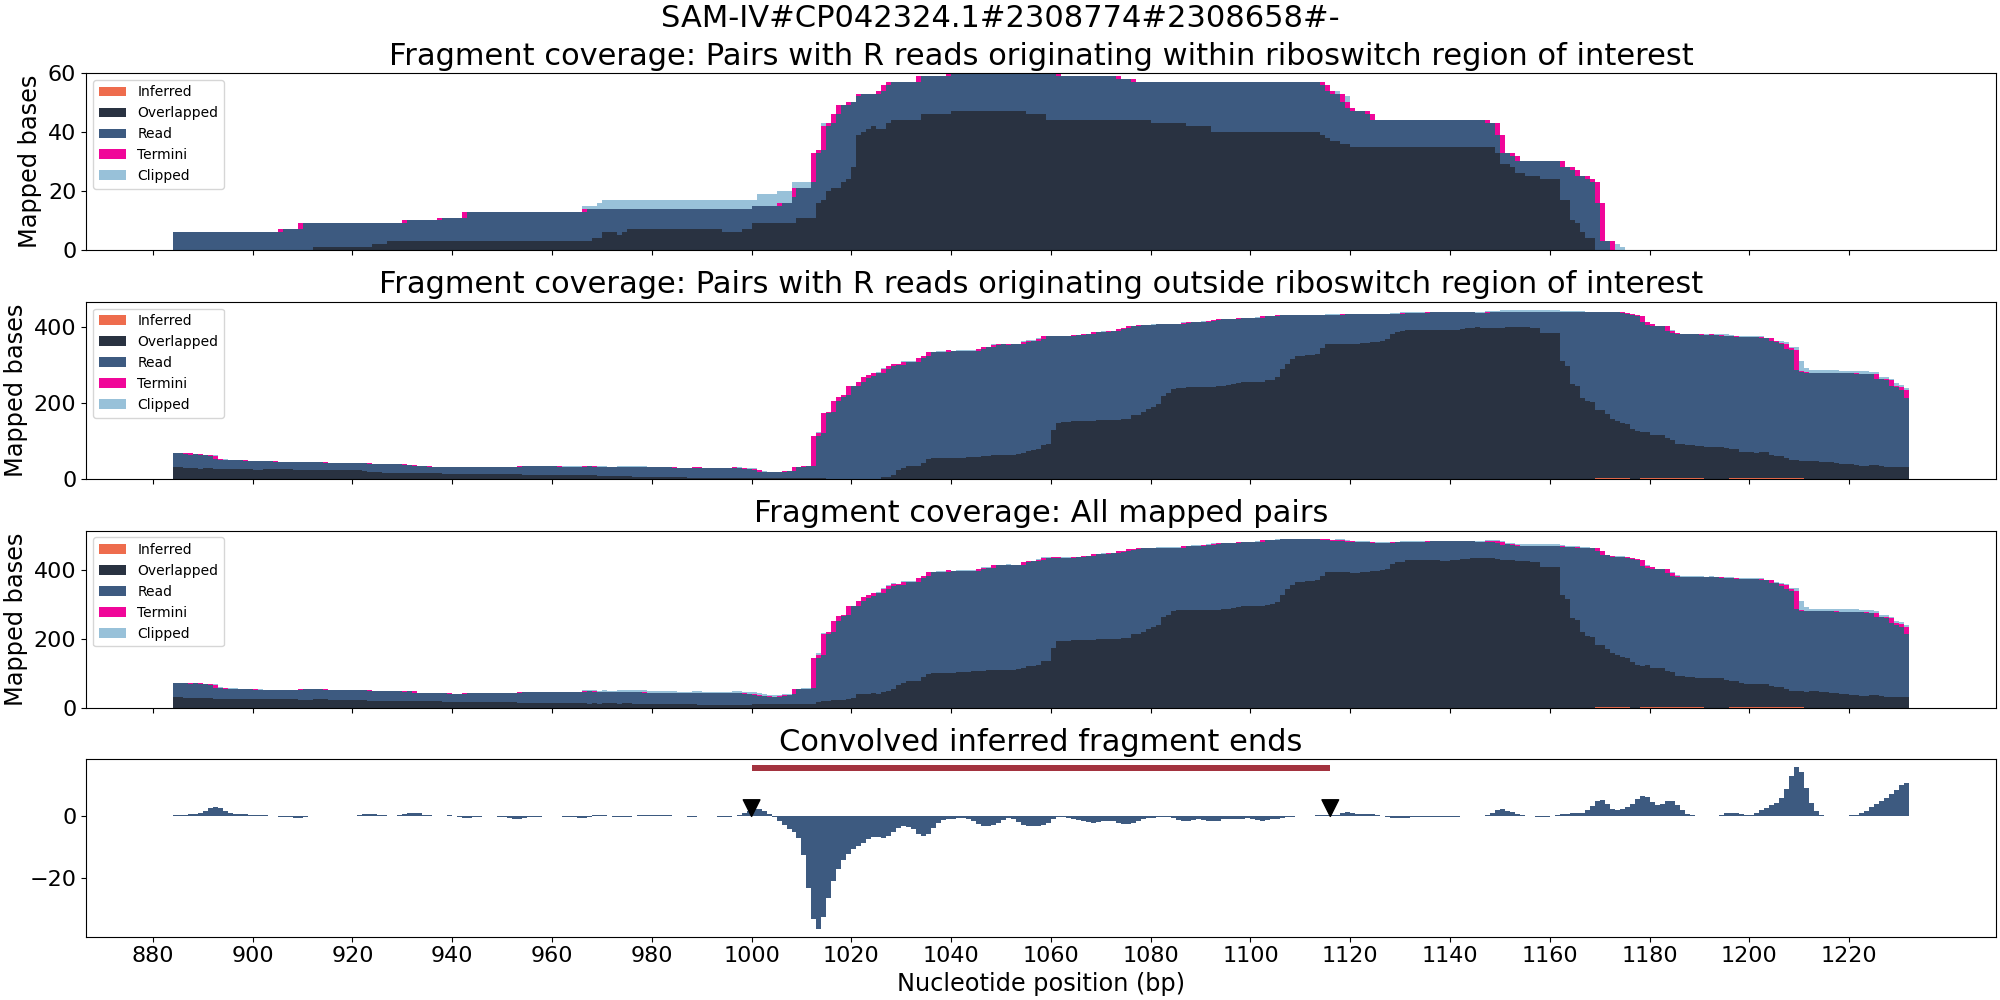 SAM-IV#CP042324.1#2308774#2308658#-
Fragment coverage: Pairs with R reads originating within riboswitch region of interest
Mapped bases
60
40
20
0
Inferred
Overlapped
Read
Termini
Clipped
Fragment coverage: Pairs with R reads originating outside riboswitch region of interest
Mapped bases
400
200
0
Inferred
Overlapped
Read
Termini
Clipped
Fragment coverage: All mapped pairs
Mapped bases
400
200
0
Inferred
Overlapped
Read
Termini
Clipped
Convolved inferred fragment ends
0
−20
880 900 920 940 960 980 1000 1020 1040 1060 1080 1100 1120 1140 1160 1180 1200 1220
Nucleotide position (bp)